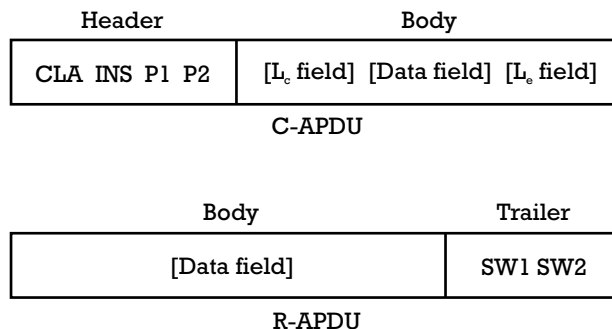 Header Body
CLA INS P1 P2 [Lc field] [Data field] [Le field]
C-APDU
Body Trailer
[Data field] SW1 SW2
R-APDU